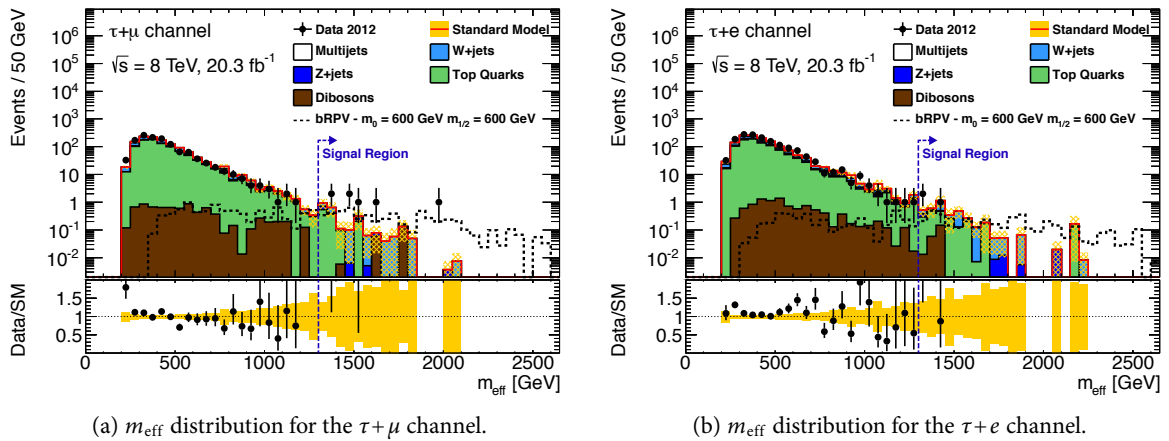 Events / 50 GeV
10⁶
10⁵
10⁴
10³
10²
10
1
10⁻¹
10⁻²
τ+μ channel
√s = 8 TeV, 20.3 fb⁻¹
Data 2012
Standard Model
Multijets
W+jets
Z+jets
Top Quarks
Dibosons
bRPV - m₀ = 600 GeV m₁/₂ = 600 GeV
Signal Region
Data/SM
1.5
1
0.5
0 500 1000 1500 2000 2500
m_eff [GeV]
(a) m_eff distribution for the τ+μ channel.
Events / 50 GeV
10⁶
10⁵
10⁴
10³
10²
10
1
10⁻¹
10⁻²
τ+e channel
√s = 8 TeV, 20.3 fb⁻¹
Data 2012
Standard Model
Multijets
W+jets
Z+jets
Top Quarks
Dibosons
bRPV - m₀ = 600 GeV m₁/₂ = 600 GeV
Signal Region
Data/SM
1.5
1
0.5
0 500 1000 1500 2000 2500
m_eff [GeV]
(b) m_eff distribution for the τ+e channel.